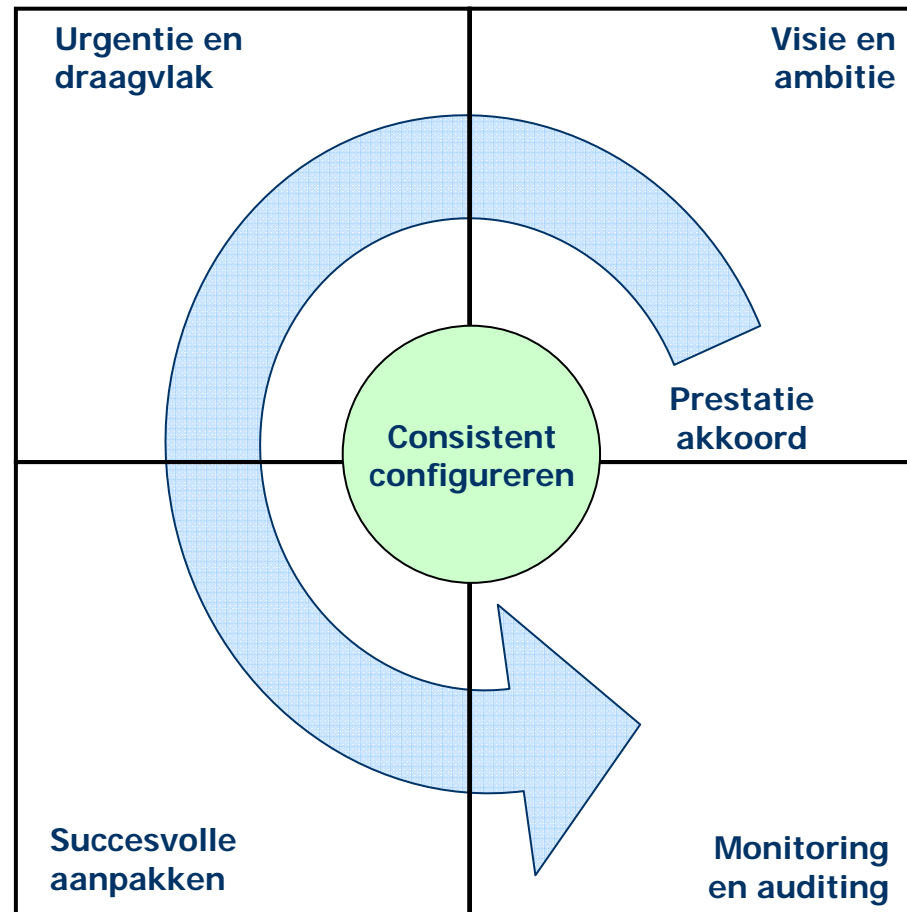 Urgentie en
draagvlak
Visie en
ambitie
Prestatie
akkoord
Consistent
configureren
Succesvolle
aanpakken
Monitoring
en auditing